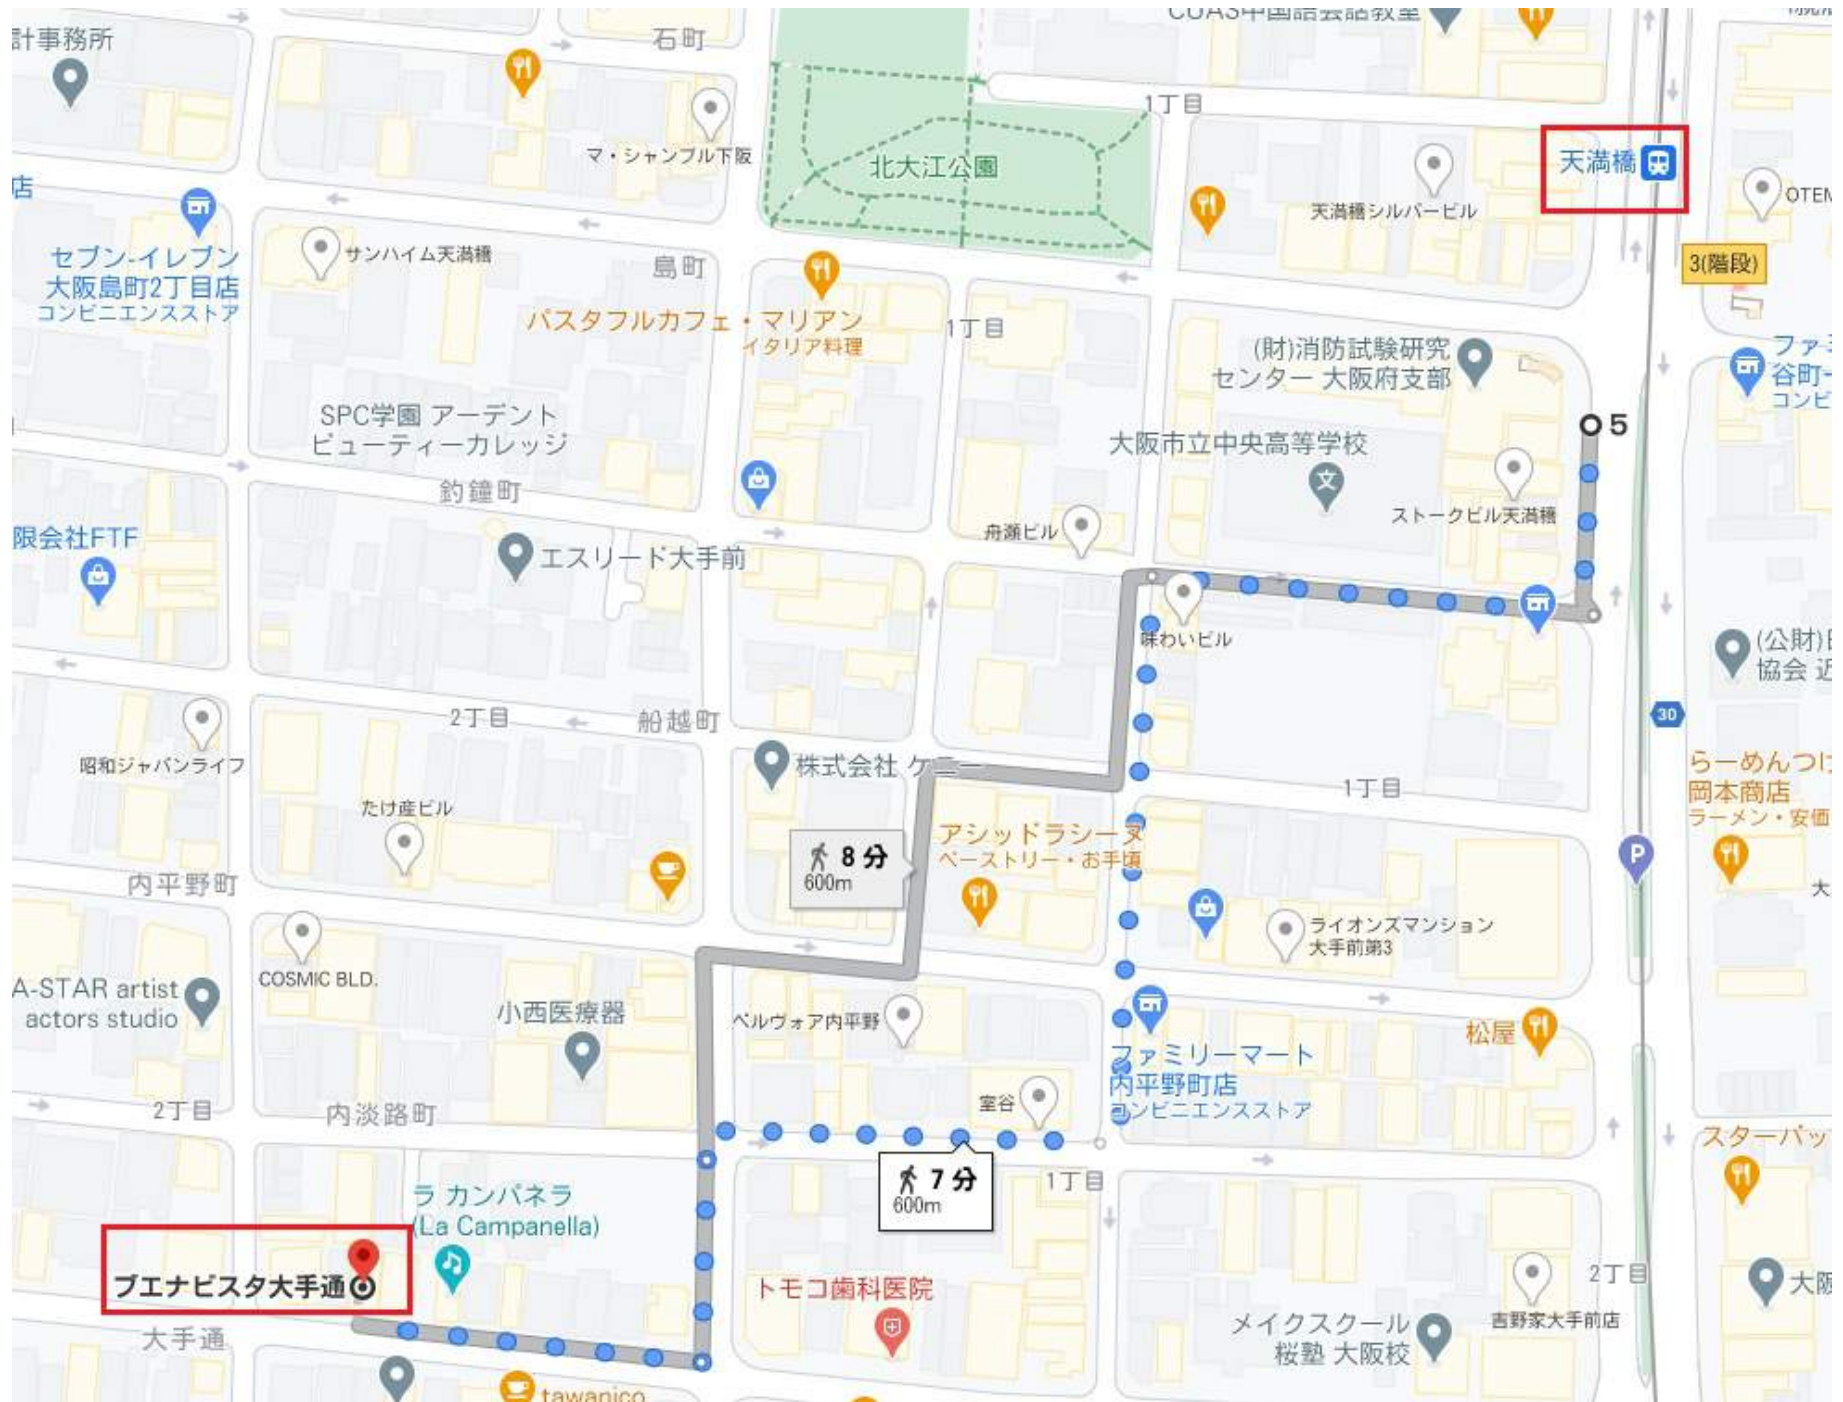 CUAS中国語会話教室
計事務所
石町
1丁目
マ・シャンブル下阪
北大江公園
天満橋
天満橋シルバービル
店
セブン-イレブン
大阪島町2丁目店
コンビニエンスストア
サンハイム天満橋
島町
3(階段)
パスタフルカフェ・マリアン
イタリア料理
1丁目
(財)消防試験研究
センター 大阪府支部
谷町
コンビ
SPC学園 アーデント
ビューティーカレッジ
5
大阪市立中央高等学校
釣鐘町
舟瀬ビル
ストークビル天満橋
限会社FTF
エスリード大手前
味わいビル
(公財)
協会 近
2丁目
船越町
30
昭和ジャパンライフ
株式会社 ケニー
1丁目
らーめんつけ
岡本商店
ラーメン・安価
たけ産ビル
アシッドラシーヌ
ペーストリー・お手頃
8 分
600m
P
内平野町
大
ライオンズマンション
大手前第3
COSMIC BLD.
A-STAR artist
actors studio
小西医療器
ベルヴォア内平野
松屋
ファミリーマート
内平野町店
コンビニエンスストア
室谷
2丁目
内淡路町
スターバッ
7 分
600m
1丁目
ラ カンパネラ
(La Campanella)
ブエナビスタ大手通
トモコ歯科医院
2丁目
大阪
吉野家大手前店
メイクスクール
桜塾 大阪校
大手通
tawanico